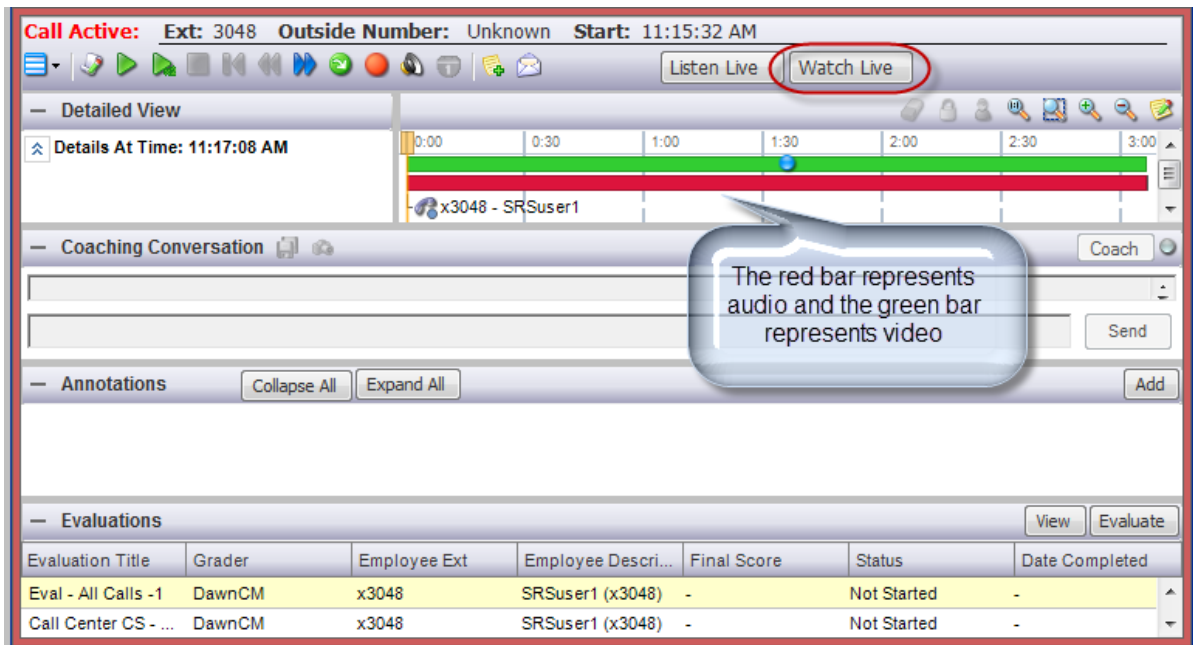 Call Active: Ext: 3048 Outside Number: Unknown Start: 11:15:32 AM
Listen Live Watch Live
Detailed View
Details At Time: 11:17:08 AM
0:00 0:30 1:00 1:30 2:00 2:30 3:00
x3048 - SRSuser1
Coaching Conversation Coach
The red bar represents
audio and the green bar
represents video
Send
Annotations Collapse All Expand All Add
Evaluations View Evaluate
Evaluation Title Grader Employee Ext Employee Descri... Final Score Status Date Completed
Eval - All Calls -1 DawnCM x3048 SRSuser1 (x3048) - Not Started -
Call Center CS - ... DawnCM x3048 SRSuser1 (x3048) - Not Started -